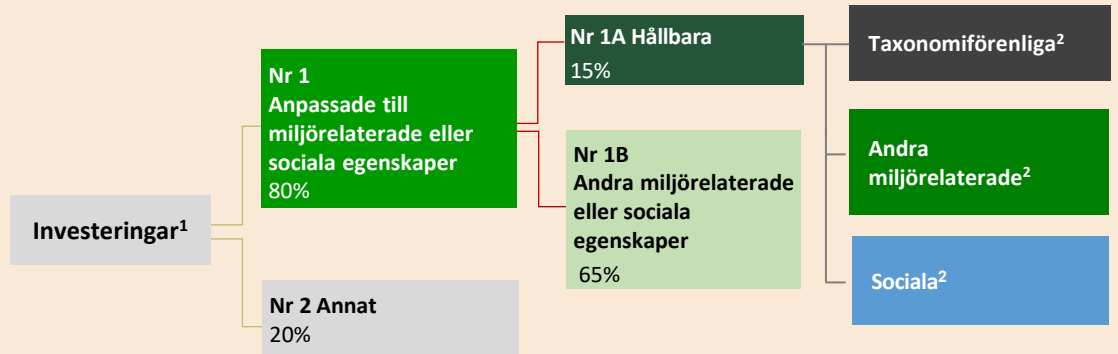 Investeringar¹
Nr 1
Anpassade till
miljörelaterade eller
sociala egenskaper
80%
Nr 2 Annat
20%
Nr 1A Hållbara
15%
Nr 1B
Andra miljörelaterade
eller sociala
egenskaper
65%
Taxonomiförenliga²
Andra
miljörelaterade²
Sociala²